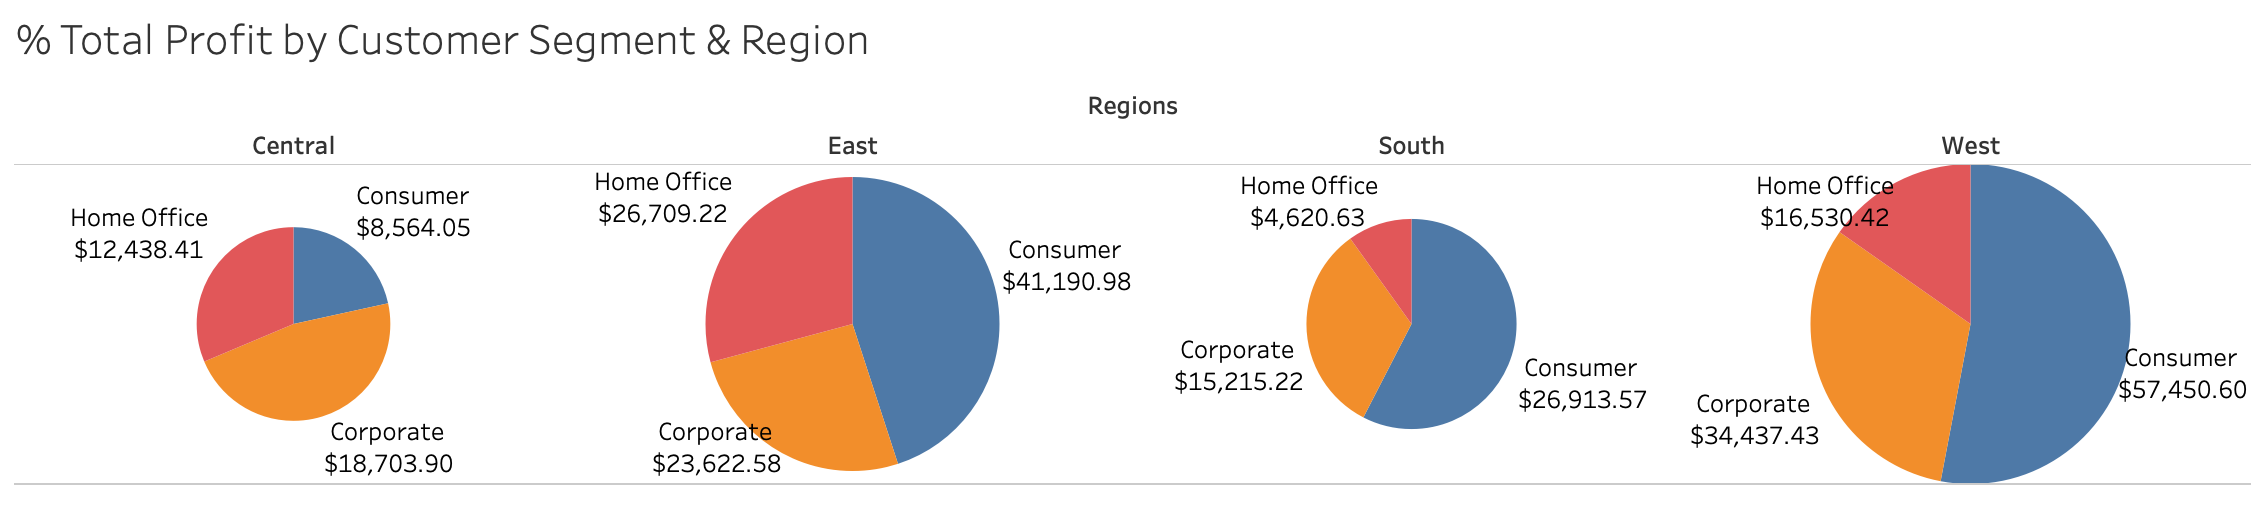 % Total Profit by Customer Segment & Region
Regions
Central
East
South
West
Home Office
$12,438.41
Consumer
$8,564.05
Corporate
$18,703.90
Home Office
$26,709.22
Consumer
$41,190.98
Corporate
$23,622.58
Home Office
$4,620.63
Corporate
$15,215.22
Consumer
$26,913.57
Home Office
$16,530.42
Consumer
$57,450.60
Corporate
$34,437.43